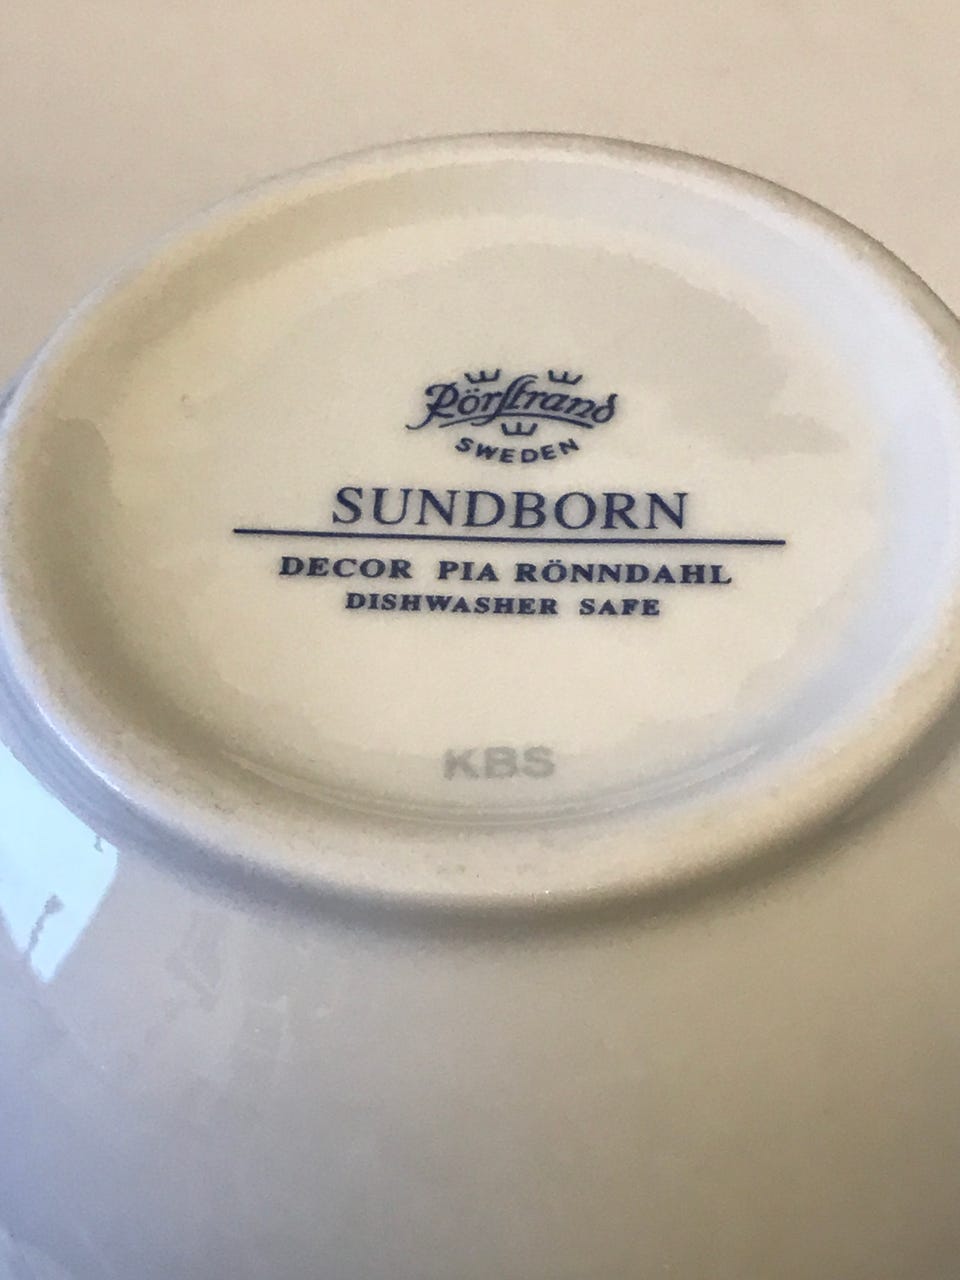 Rörstrand
SWEDEN
SUNDBORN
DECOR PIA RÖNNDAHL
DISHWASHER SAFE
KBS